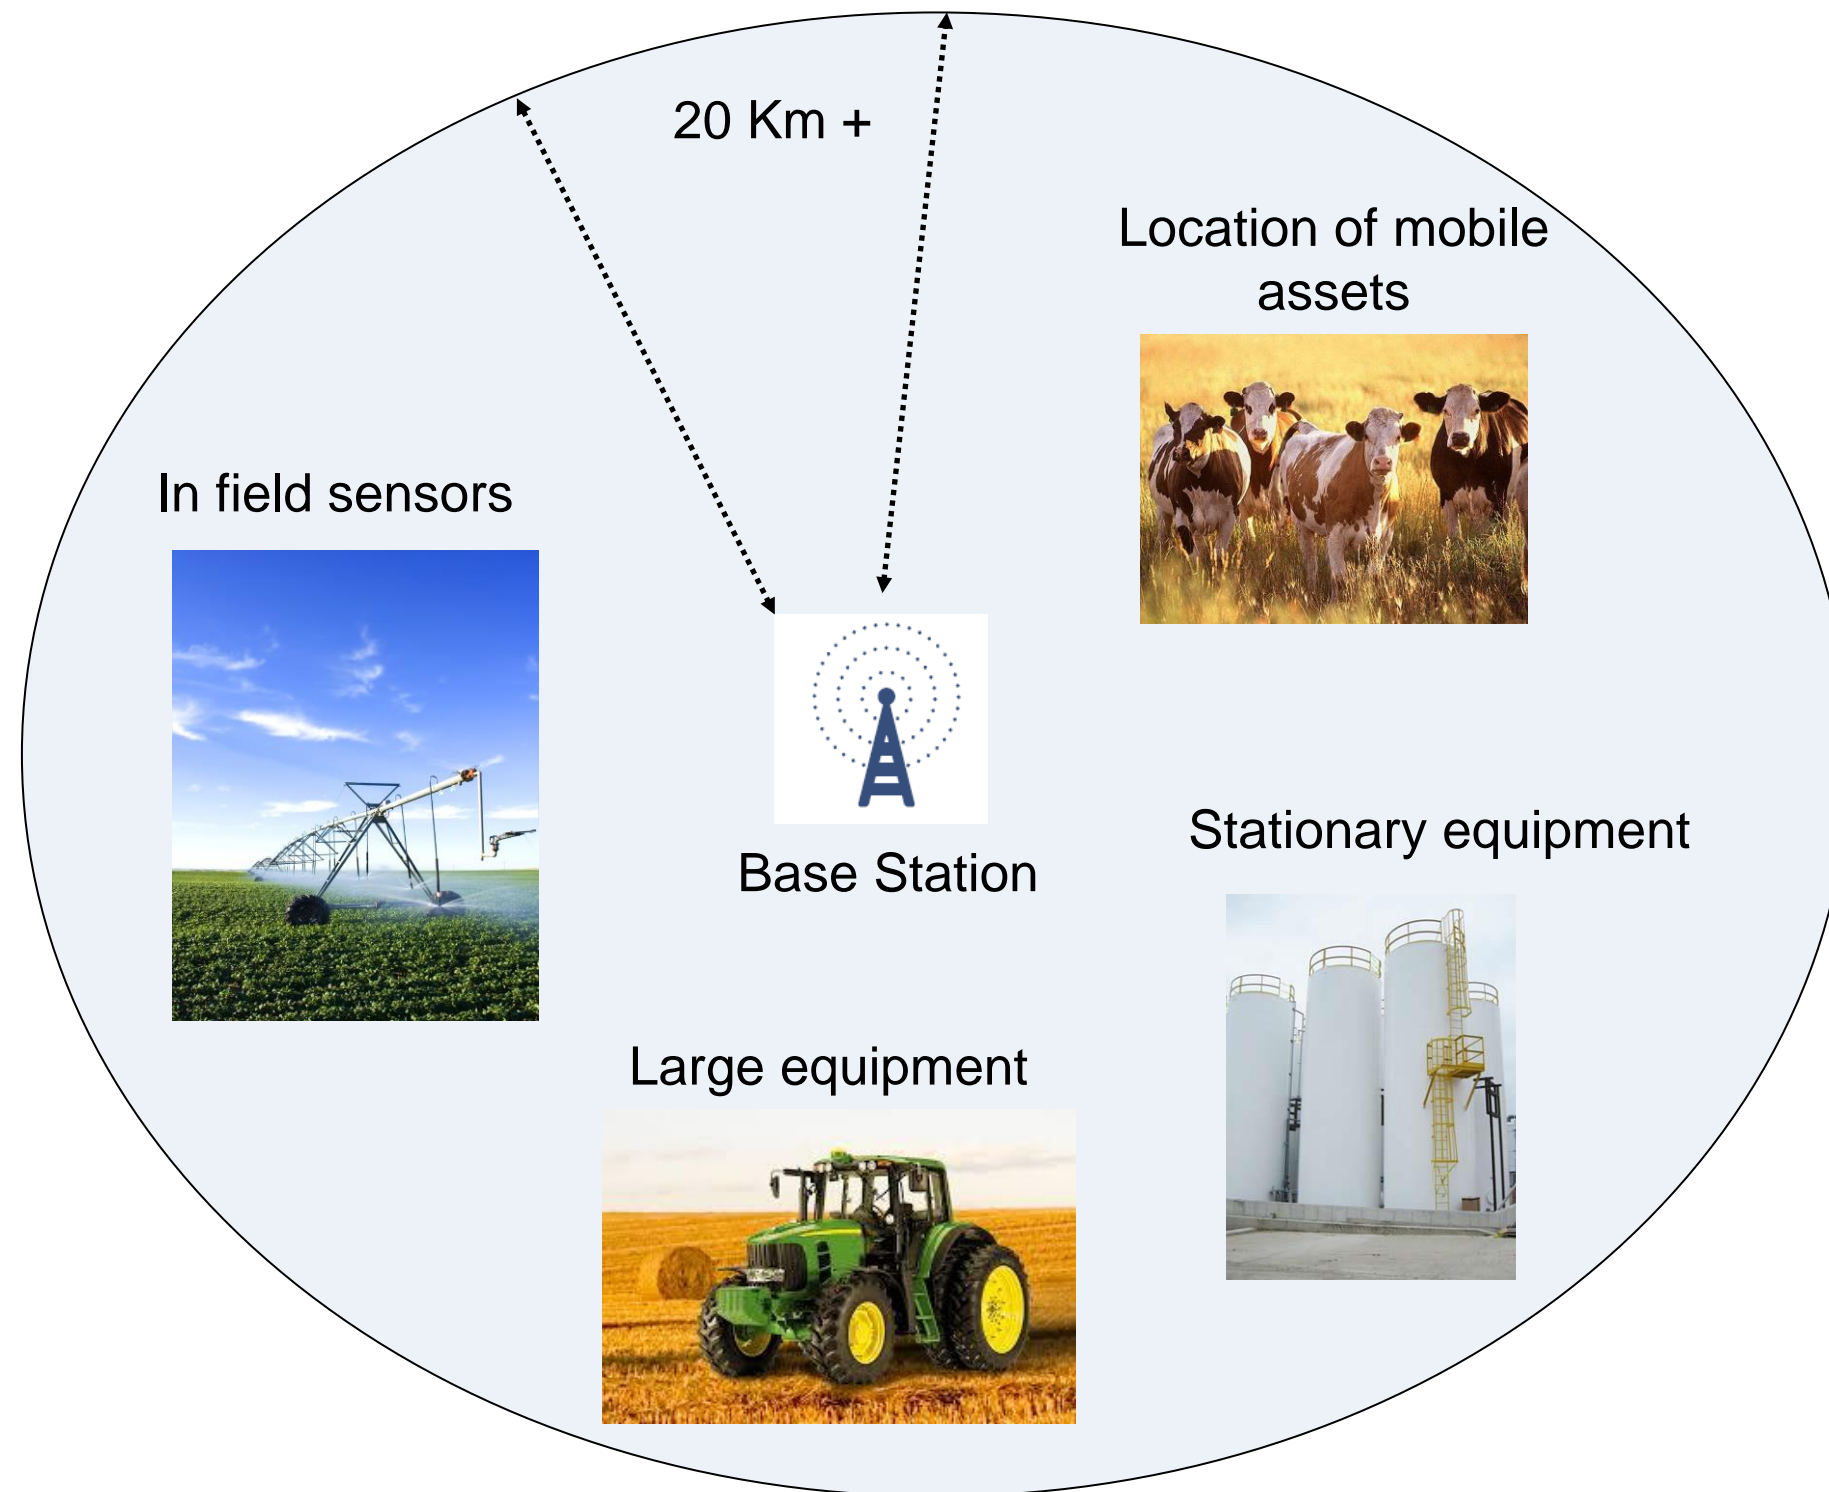 20 Km +
Location of mobile
assets
In field sensors
Base Station
Stationary equipment
Large equipment